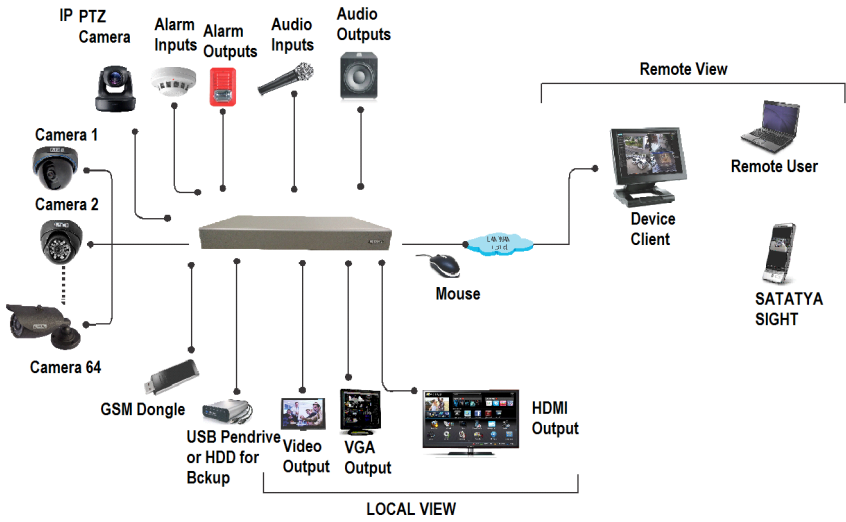 IP PTZ
Camera
Alarm
Inputs
Alarm
Outputs
Audio
Inputs
Audio
Outputs
Remote View
Camera 1
Camera 2
Camera 64
Remote User
Device
Client
Mouse
SATATYA
SIGHT
GSM Dongle
USB Pendrive
or HDD for
Bckup
Video
Output
VGA
Output
HDMI
Output
LOCAL VIEW